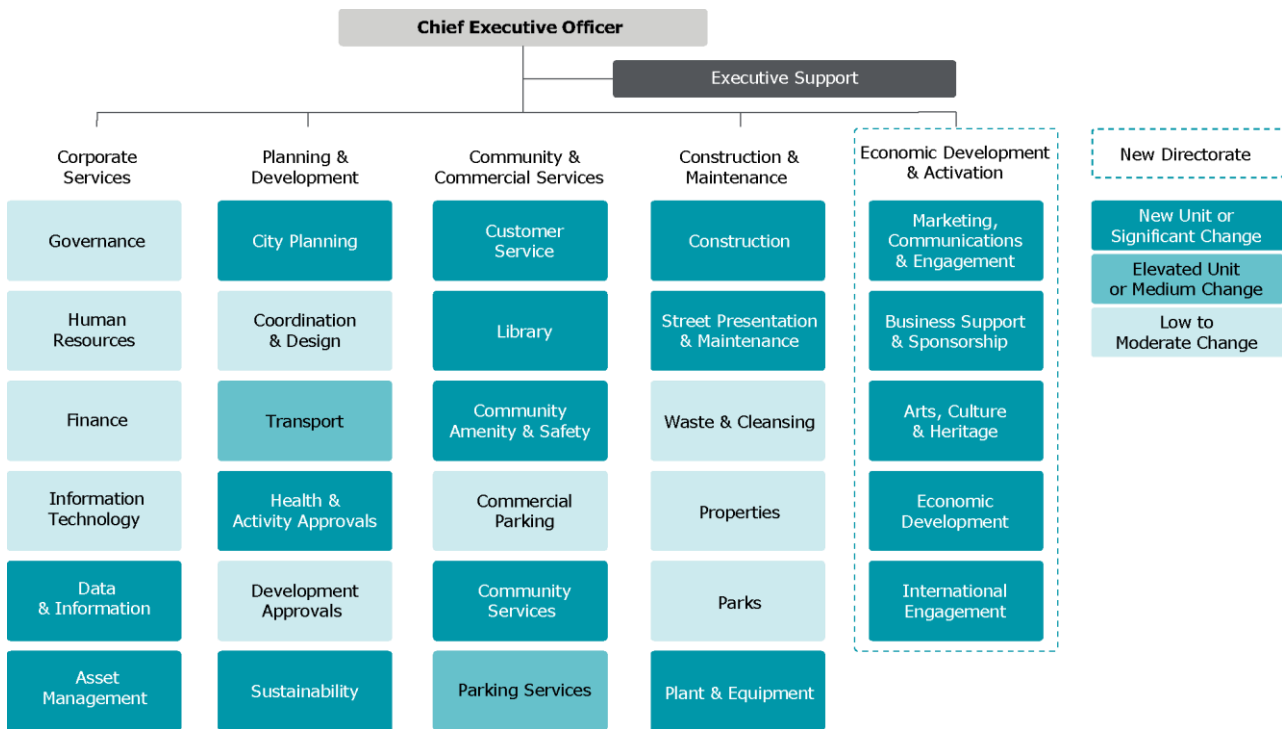 Chief Executive Officer
Executive Support
Corporate
Services
Governance
Human
Resources
Finance
Information
Technology
Data
& Information
Asset
Management
Planning &
Development
City Planning
Coordination
& Design
Transport
Health &
Activity Approvals
Development
Approvals
Sustainability
Community &
Commercial Services
Customer
Service
Library
Community
Amenity & Safety
Commercial
Parking
Community
Services
Parking Services
Construction &
Maintenance
Construction
Street Presentation
& Maintenance
Waste & Cleansing
Properties
Parks
Plant & Equipment
Economic Development
& Activation
Marketing,
Communications
& Engagement
Business Support
& Sponsorship
Arts, Culture
& Heritage
Economic
Development
International
Engagement
New Directorate
New Unit or
Significant Change
Elevated Unit
or Medium Change
Low to
Moderate Change